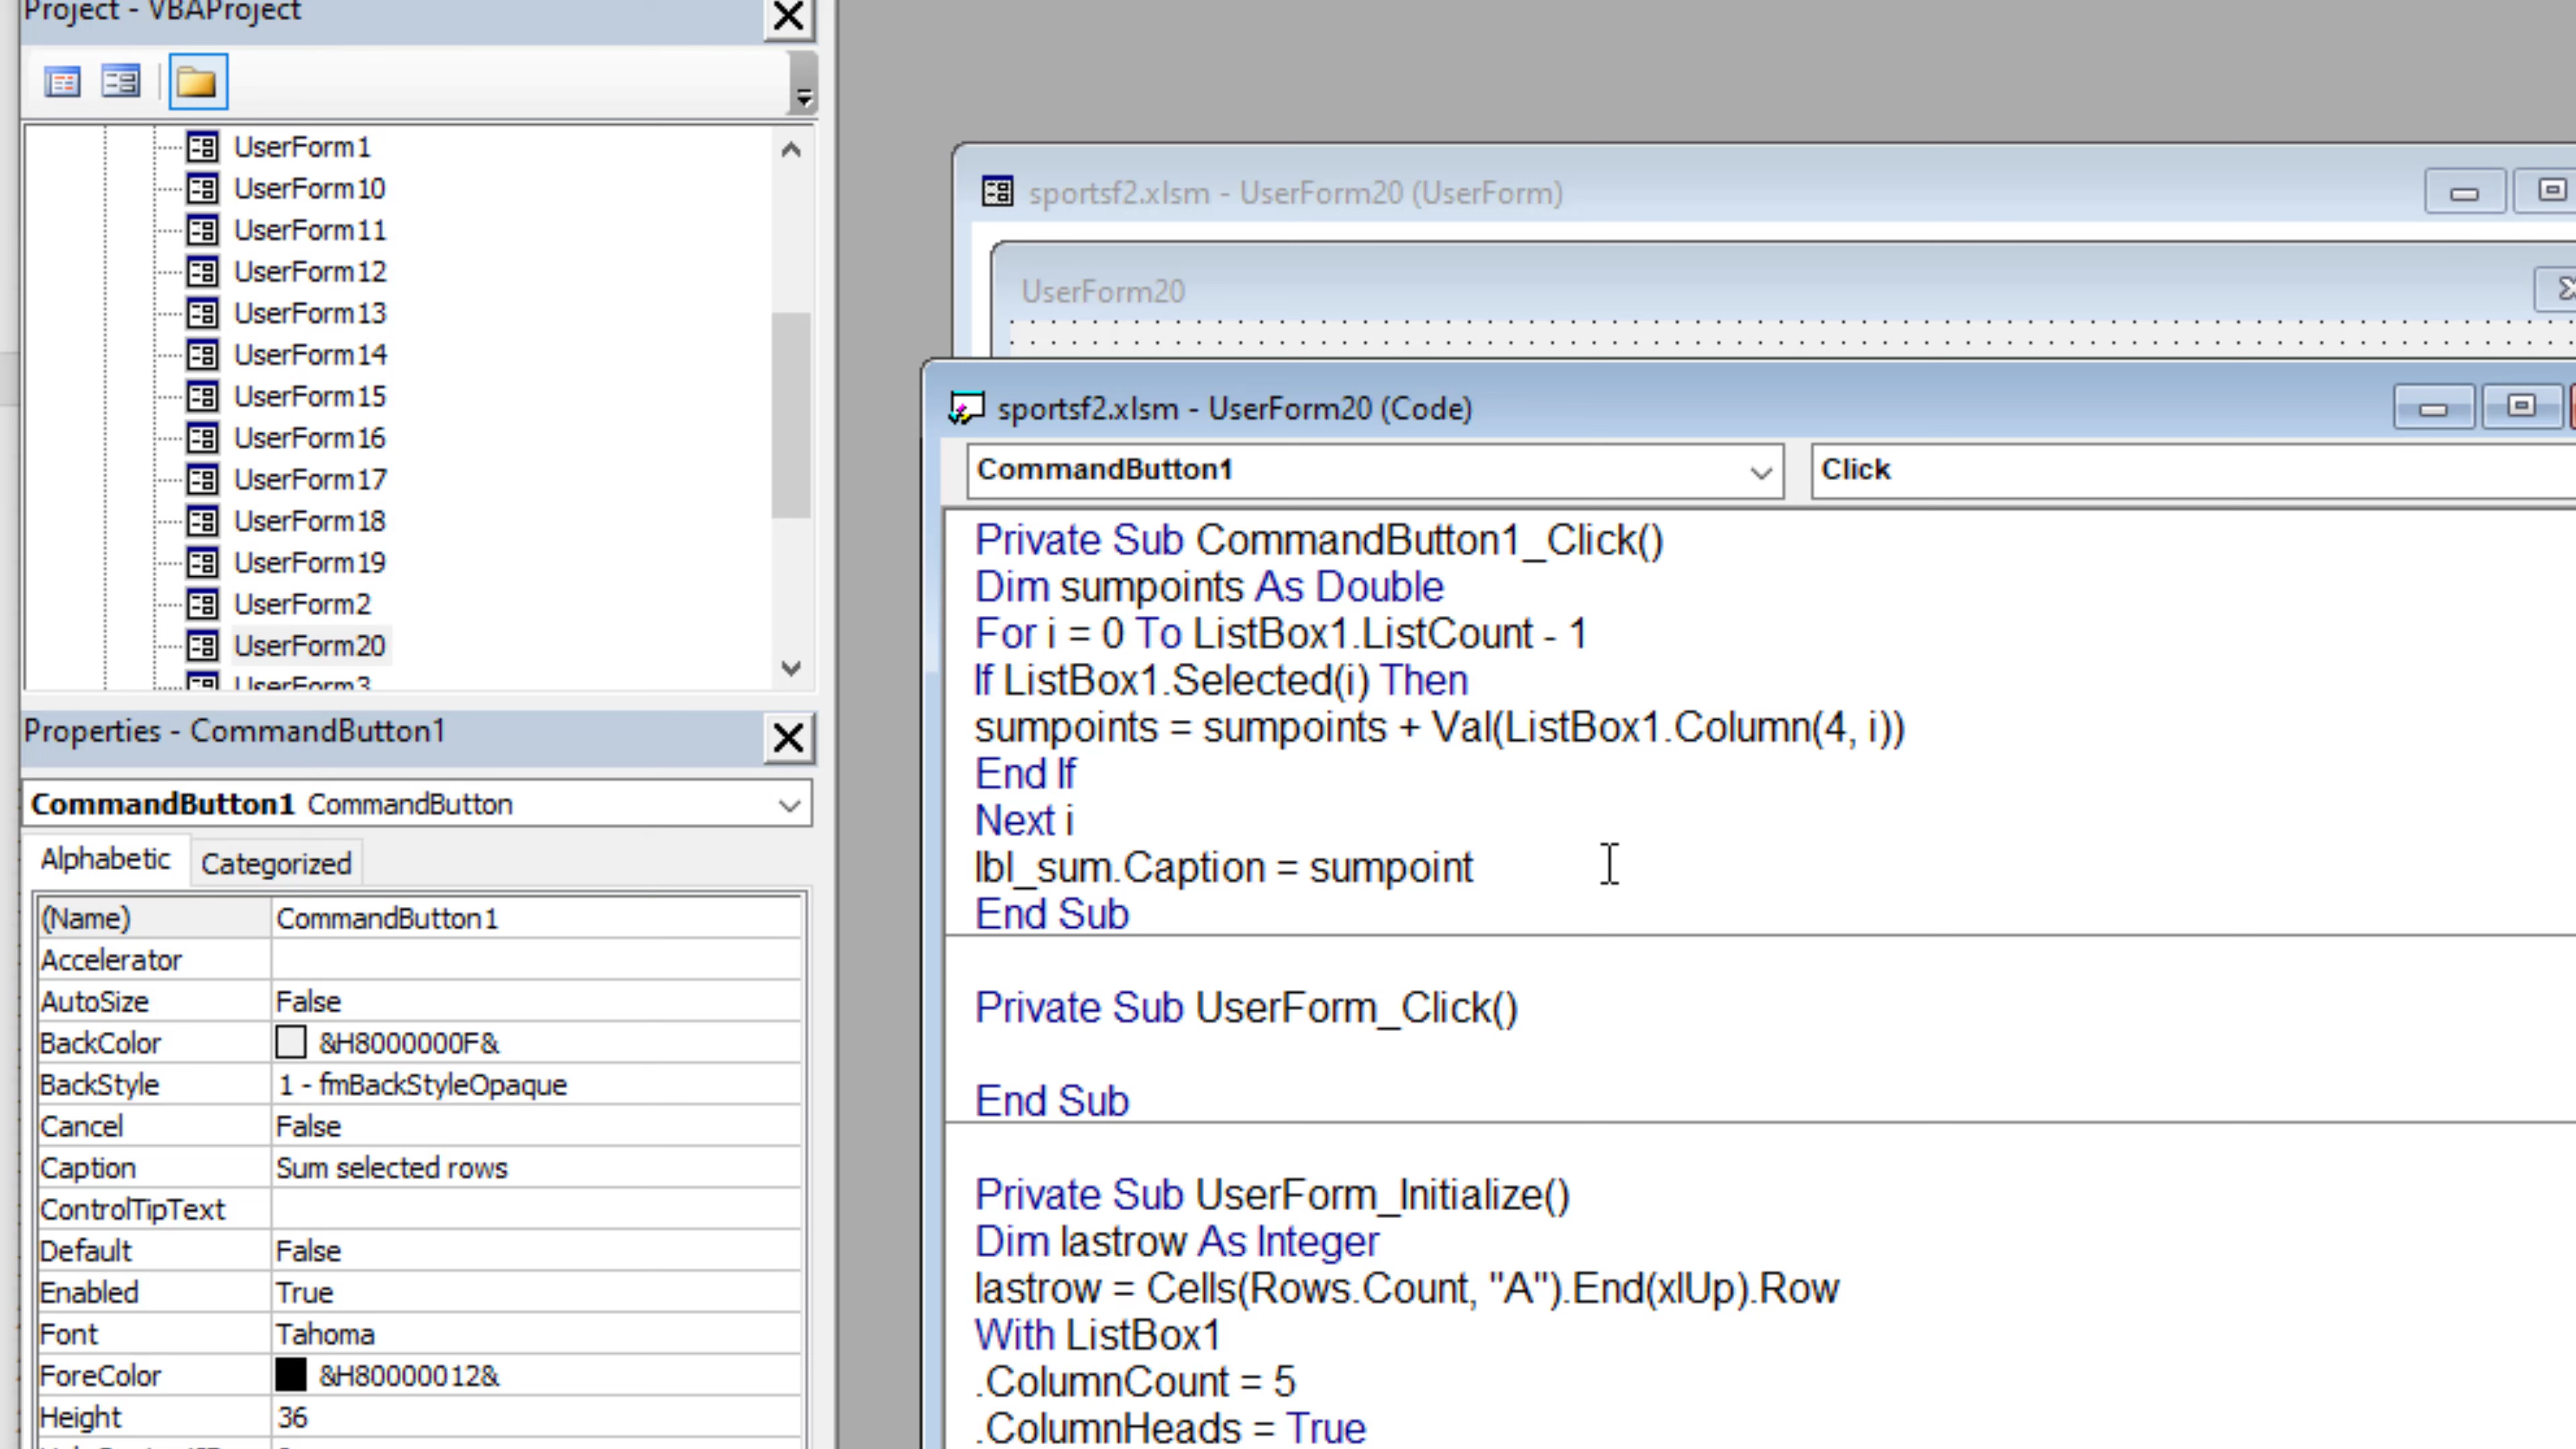 Project - VBAProject
UserForm1
UserForm10
UserForm11
UserForm12
UserForm13
UserForm14
UserForm15
UserForm16
UserForm17
UserForm18
UserForm19
UserForm2
UserForm20
UserForm3
Properties - CommandButton1
CommandButton1 CommandButton
Alphabetic Categorized
(Name) CommandButton1
Accelerator
AutoSize False
BackColor &H8000000F&
BackStyle 1 - fmBackStyleOpaque
Cancel False
Caption Sum selected rows
ControlTipText
Default False
Enabled True
Font Tahoma
ForeColor &H80000012&
Height 36
sportsf2.xlsm - UserForm20 (UserForm)
UserForm20
sportsf2.xlsm - UserForm20 (Code)
CommandButton1 Click
Private Sub CommandButton1_Click()
Dim sumpoints As Double
For i = 0 To ListBox1.ListCount - 1
If ListBox1.Selected(i) Then
sumpoints = sumpoints + Val(ListBox1.Column(4, i))
End If
Next i
lbl_sum.Caption = sumpoint
End Sub
Private Sub UserForm_Click()
End Sub
Private Sub UserForm_Initialize()
Dim lastrow As Integer
lastrow = Cells(Rows.Count, "A").End(xlUp).Row
With ListBox1
.ColumnCount = 5
.ColumnHeads = True